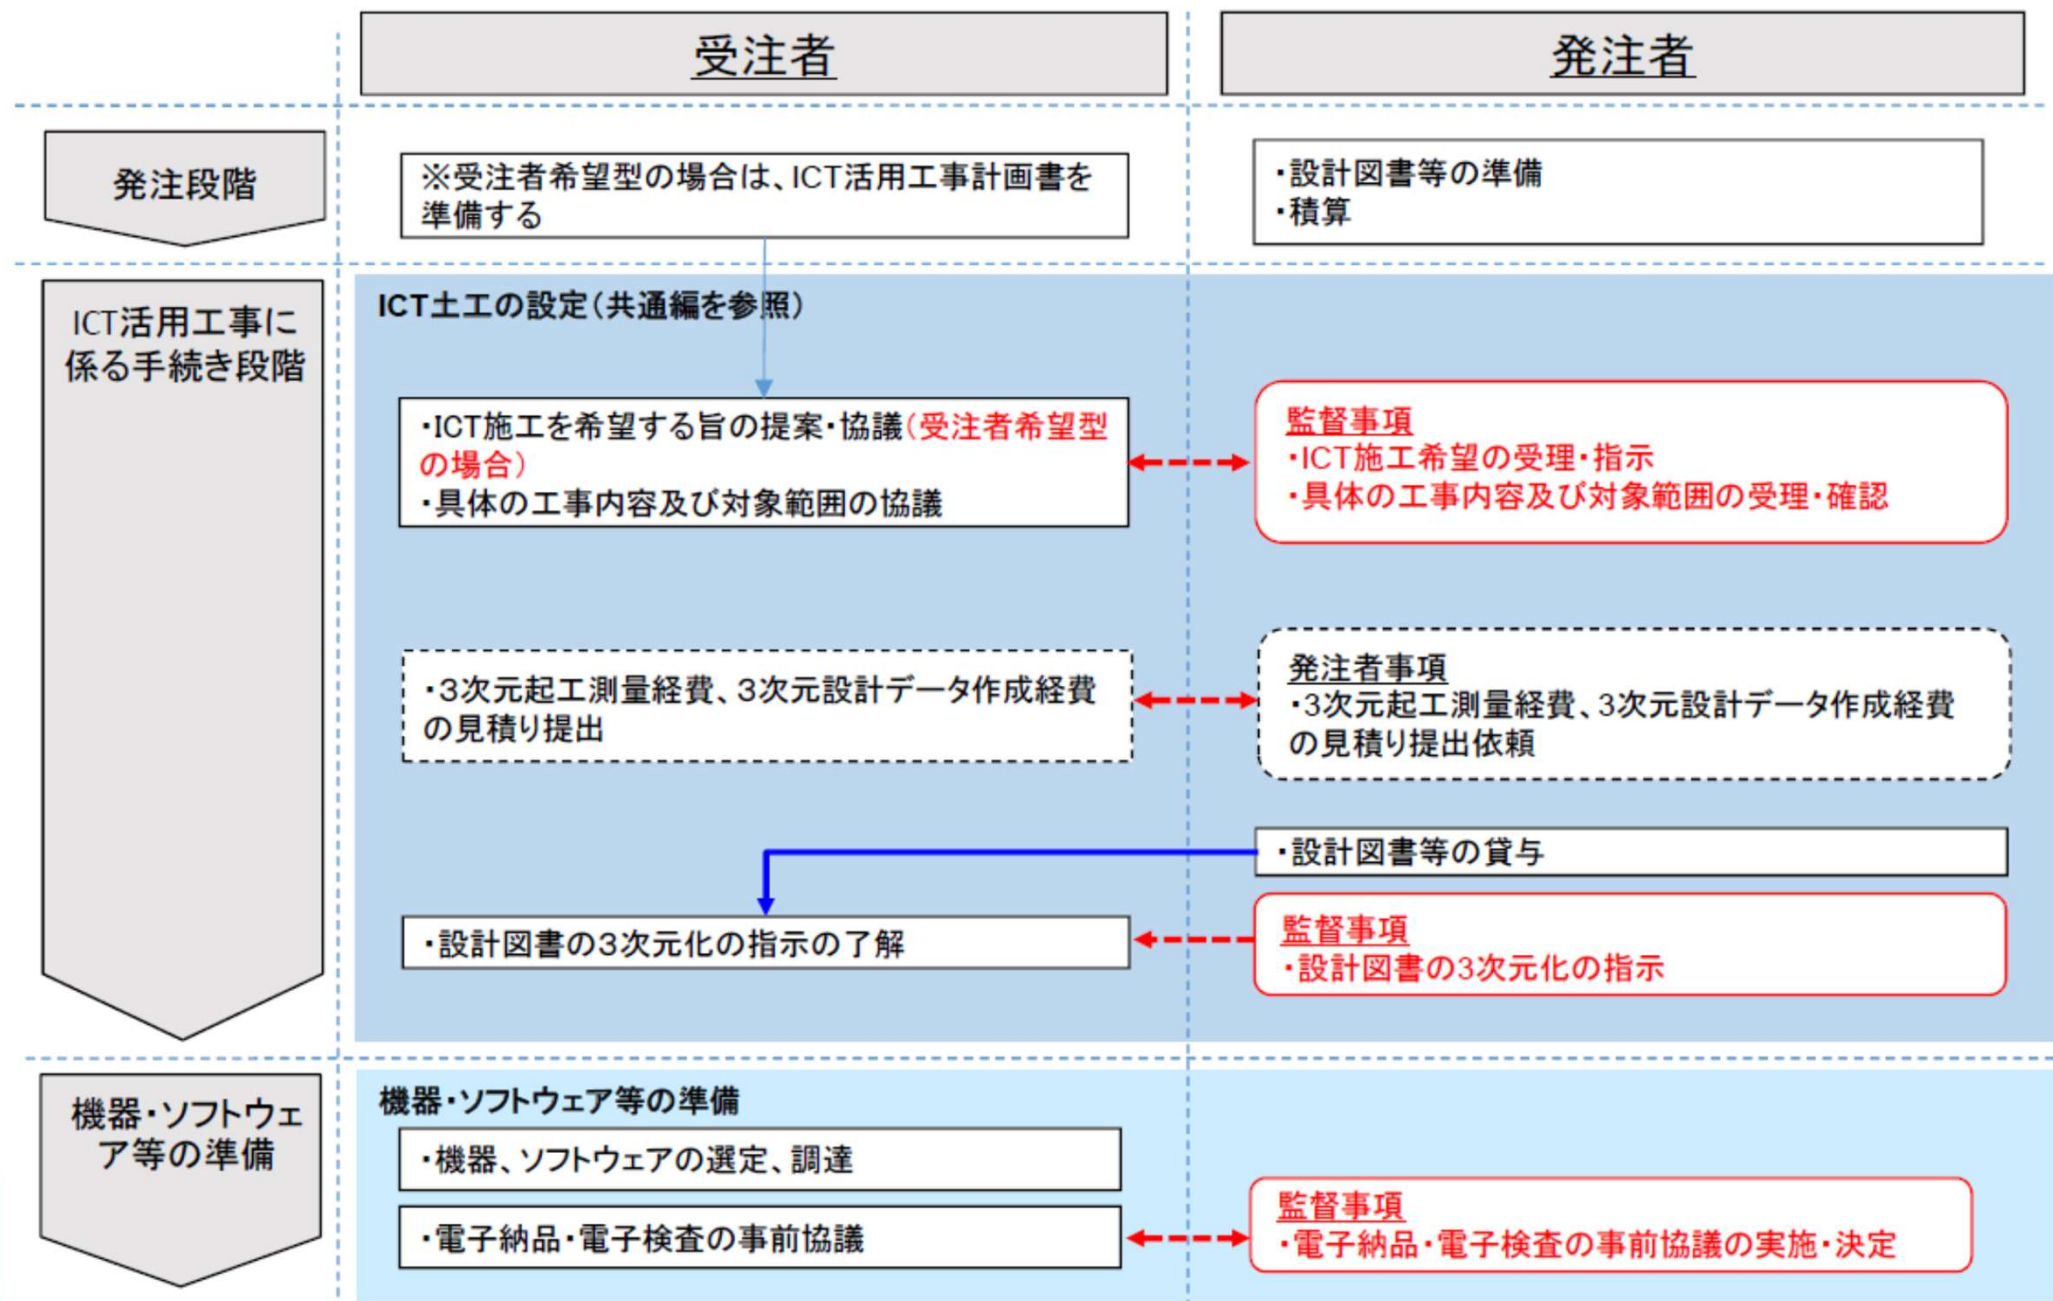 受注者
発注者
発注段階
※受注者希望型の場合は、ICT活用工事計画書を
準備する
・設計図書等の準備
・積算
ICT活用工事に
係る手続き段階
ICT土工の設定(共通編を参照)
・ICT施工を希望する旨の提案・協議(受注者希望型
の場合)
・具体の工事内容及び対象範囲の協議
監督事項
・ICT施工希望の受理・指示
・具体の工事内容及び対象範囲の受理・確認
・3次元起工測量経費、3次元設計データ作成経費
の見積り提出
発注者事項
・3次元起工測量経費、3次元設計データ作成経費
の見積り提出依頼
・設計図書等の貸与
・設計図書の3次元化の指示の了解
監督事項
・設計図書の3次元化の指示
機器・ソフトウェ
ア等の準備
機器・ソフトウェア等の準備
・機器、ソフトウェアの選定、調達
・電子納品・電子検査の事前協議
監督事項
・電子納品・電子検査の事前協議の実施・決定